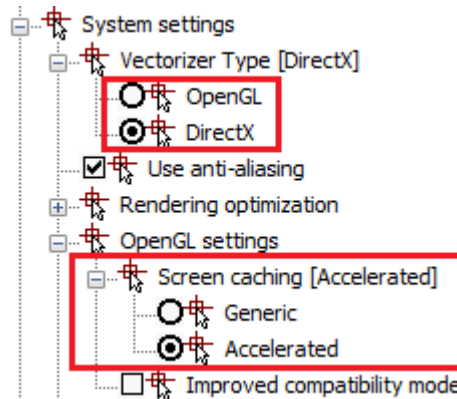 System settings
Vectorizer Type [DirectX]
OpenGL
DirectX
Use anti-aliasing
Rendering optimization
OpenGL settings
Screen caching [Accelerated]
Generic
Accelerated
Improved compatibility mode